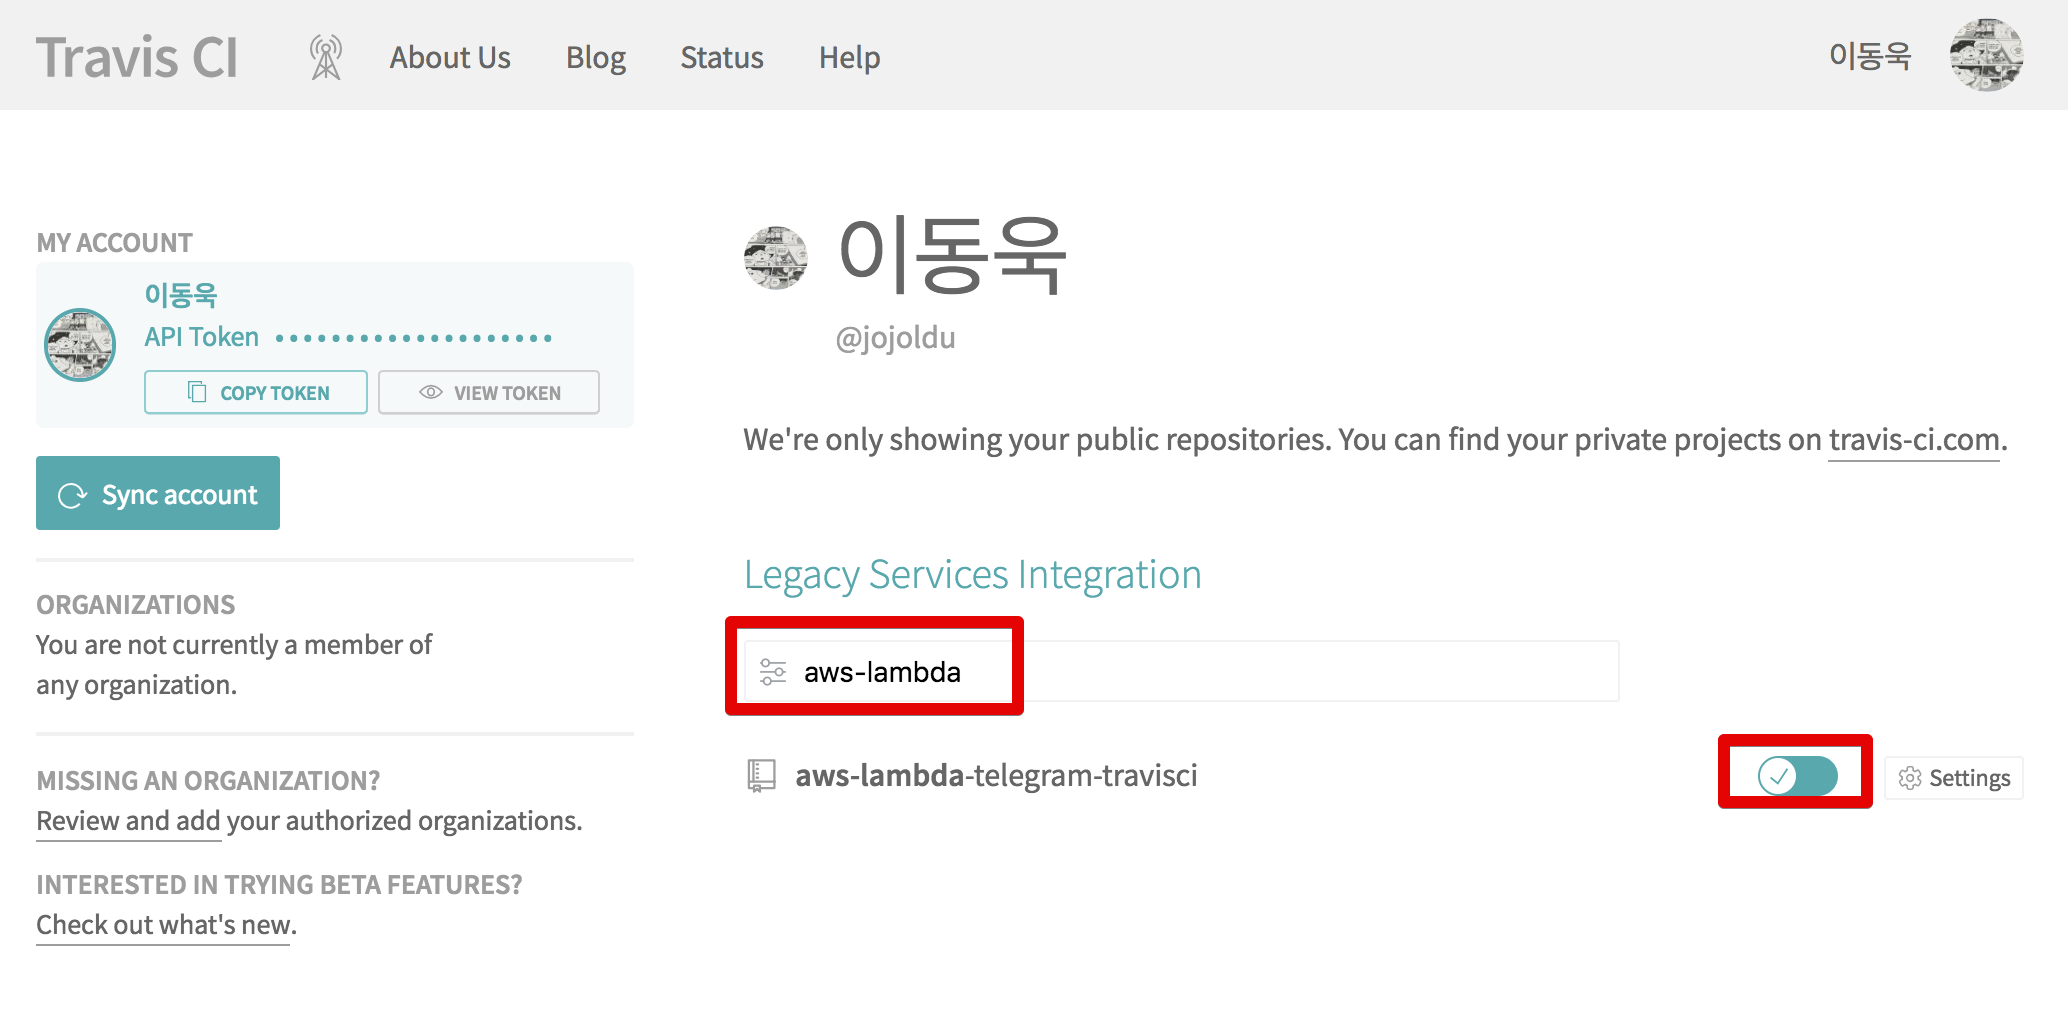 Travis CI
About Us
Blog
Status
Help
이동욱
MY ACCOUNT
이동욱
API Token
COPY TOKEN
VIEW TOKEN
Sync account
ORGANIZATIONS
You are not currently a member of
any organization.
MISSING AN ORGANIZATION?
Review and add your authorized organizations.
INTERESTED IN TRYING BETA FEATURES?
Check out what's new.
이동욱
@jojoldu
We're only showing your public repositories. You can find your private projects on travis-ci.com.
Legacy Services Integration
aws-lambda
aws-lambda-telegram-travisci
Settings